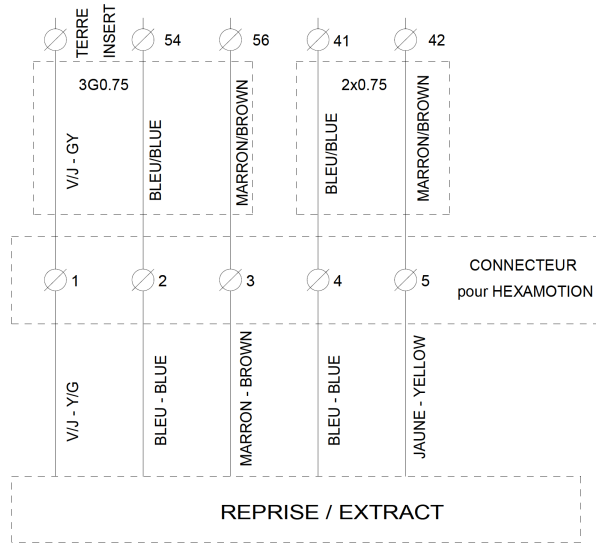 TERRE
INSERT
54
56
41
42
3G0.75
2x0.75
V/J - GY
BLEU/BLUE
MARRON/BROWN
BLEU/BLUE
MARRON/BROWN
1
2
3
4
5
CONNECTEUR
pour HEXAMOTION
V/J - Y/G
BLEU - BLUE
MARRON - BROWN
BLEU - BLUE
JAUNE - YELLOW
REPRISE / EXTRACT